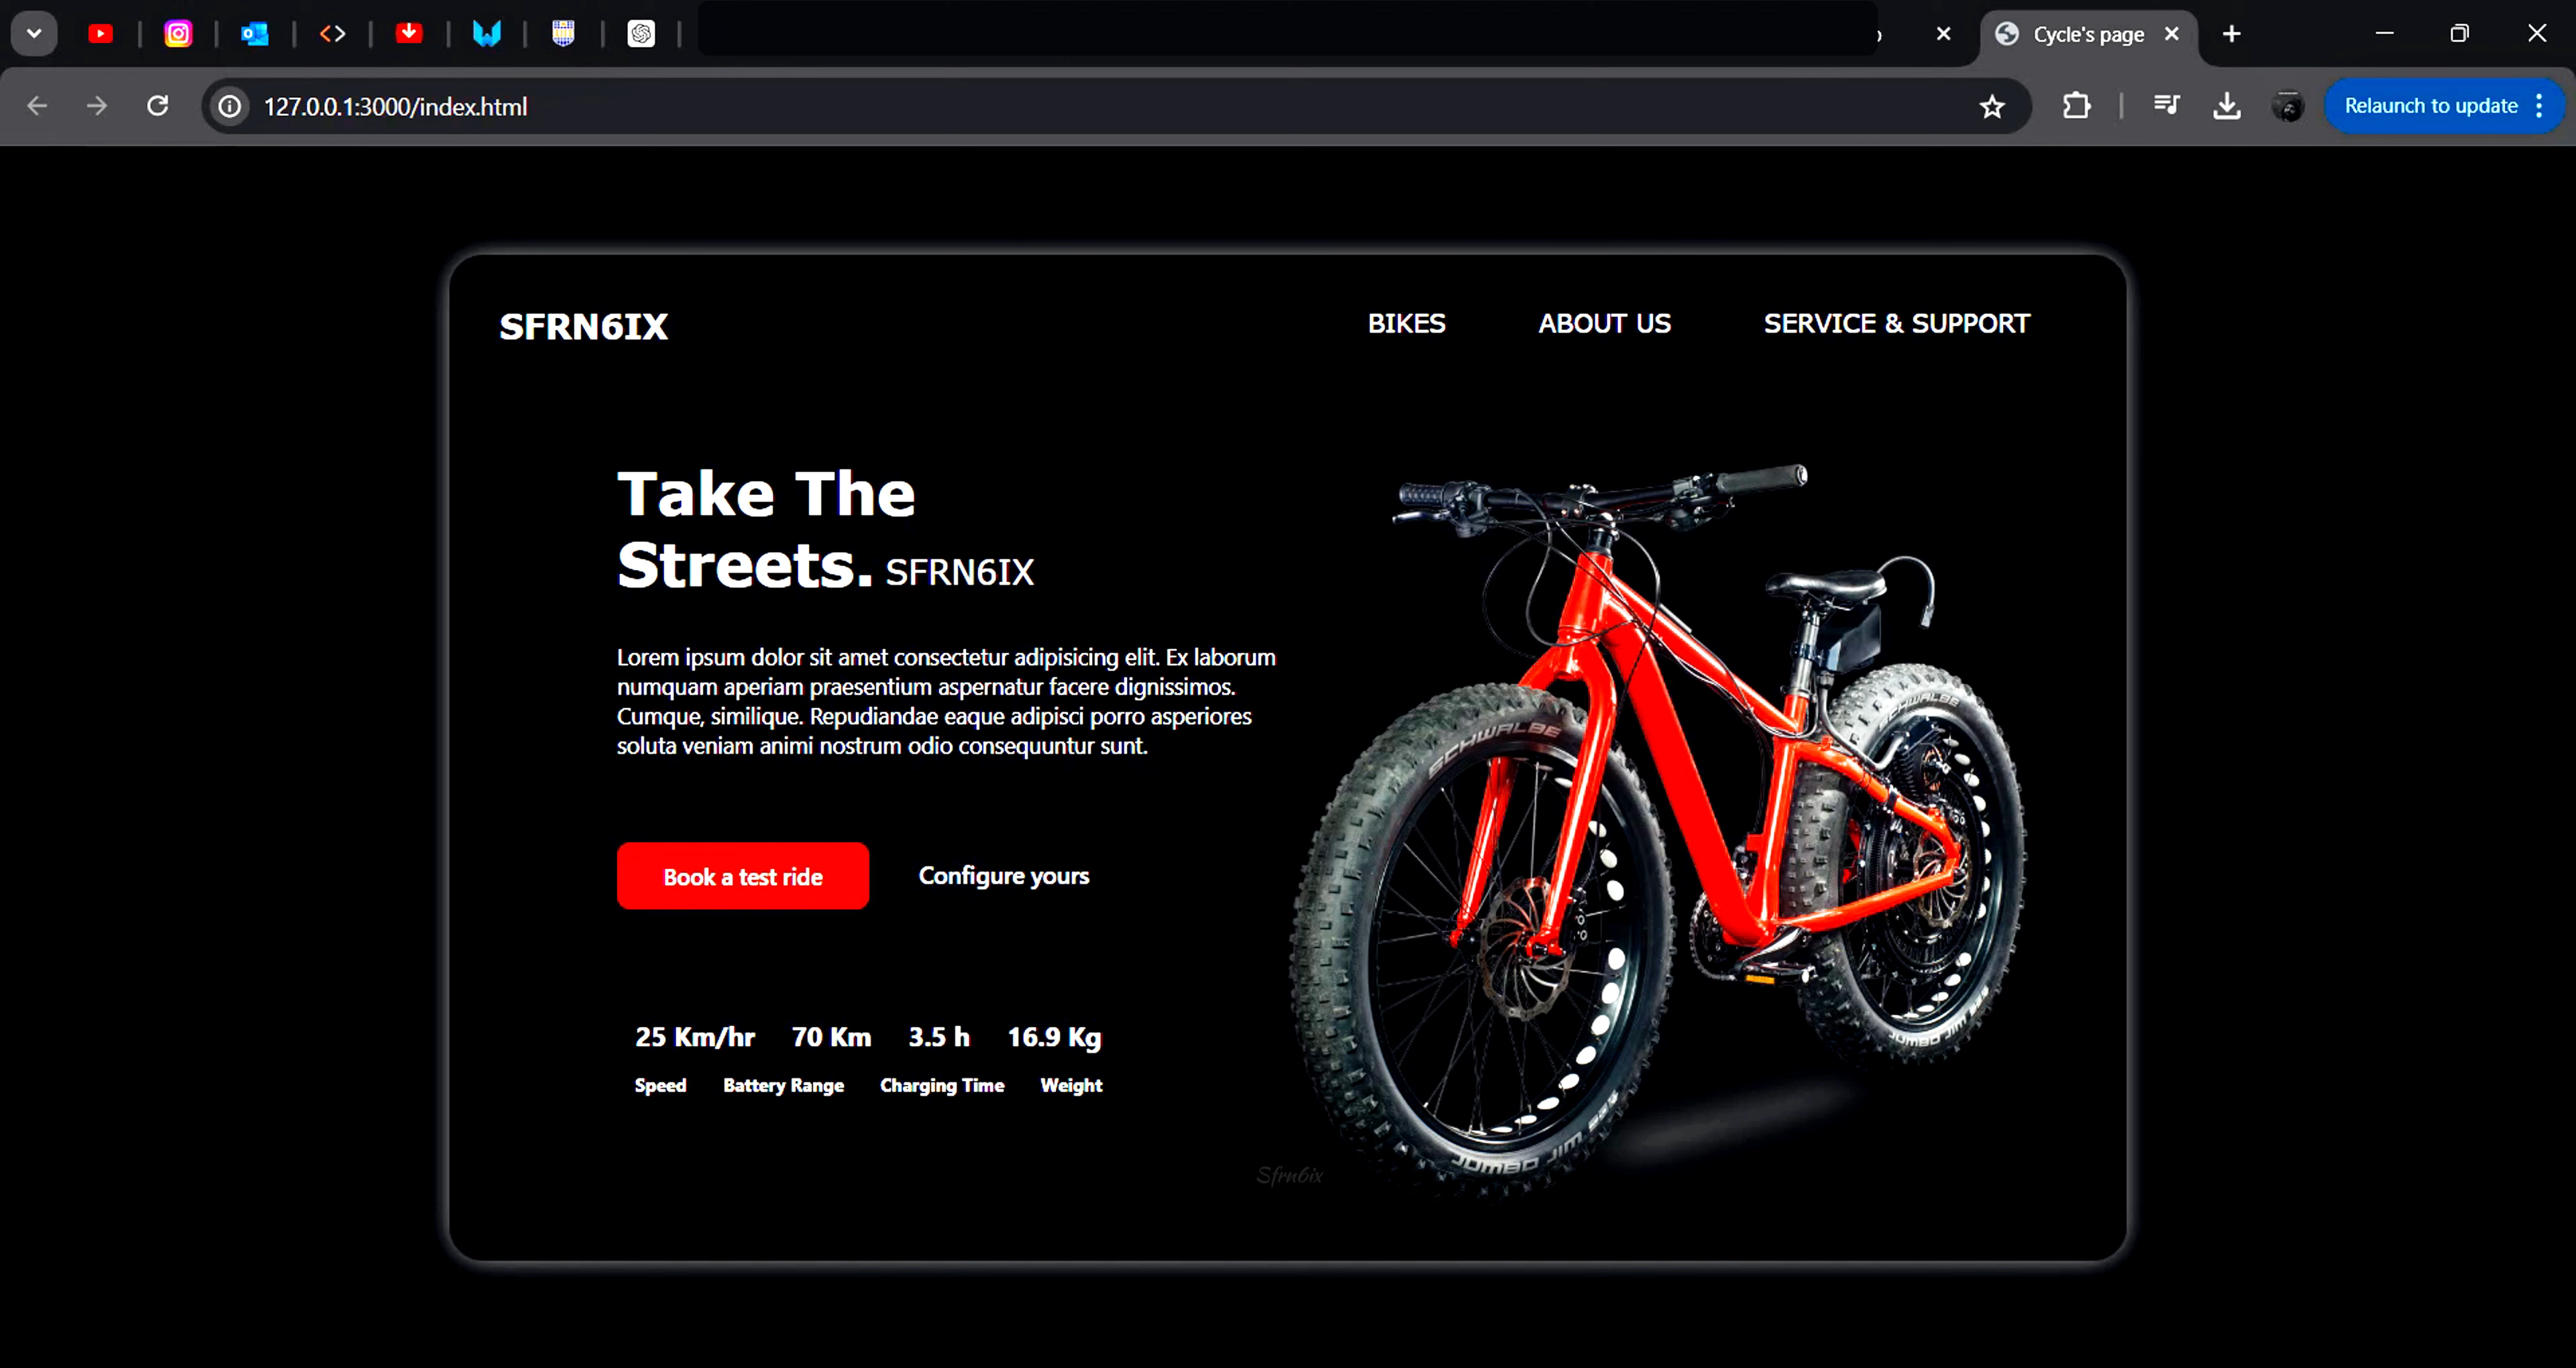 Cycle's page
127.0.0.1:3000/index.html
Relaunch to update
SFRN6IX
BIKES
ABOUT US
SERVICE & SUPPORT
Take The
Streets. SFRN6IX
Lorem ipsum dolor sit amet consectetur adipisicing elit. Ex laborum
numquam aperiam praesentium aspernatur facere dignissimos.
Cumque, similique. Repudiandae eaque adipisci porro asperiores
soluta veniam animi nostrum odio consequuntur sunt.
Book a test ride
Configure yours
25 Km/hr 70 Km 3.5 h 16.9 Kg
Speed Battery Range Charging Time Weight
SCHWALBE
SCHWALBE
Sfrn6ix